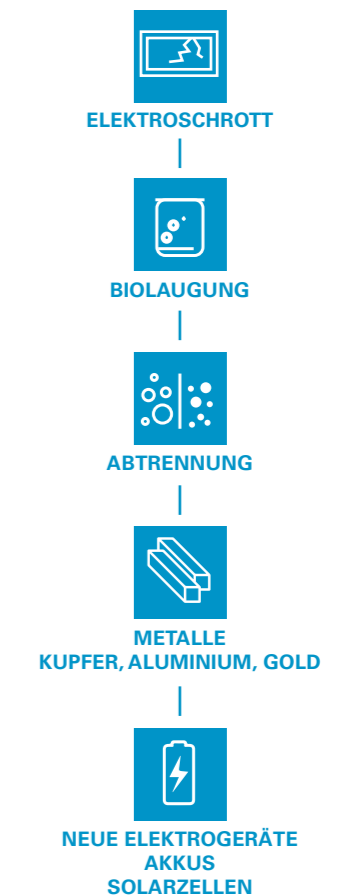 ELEKTROSCHROTT
BIOLAUGUNG
ABTRENNUNG
METALLE
KUPFER, ALUMINIUM, GOLD
NEUE ELEKTROGERÄTE
AKKUS
SOLARZELLEN